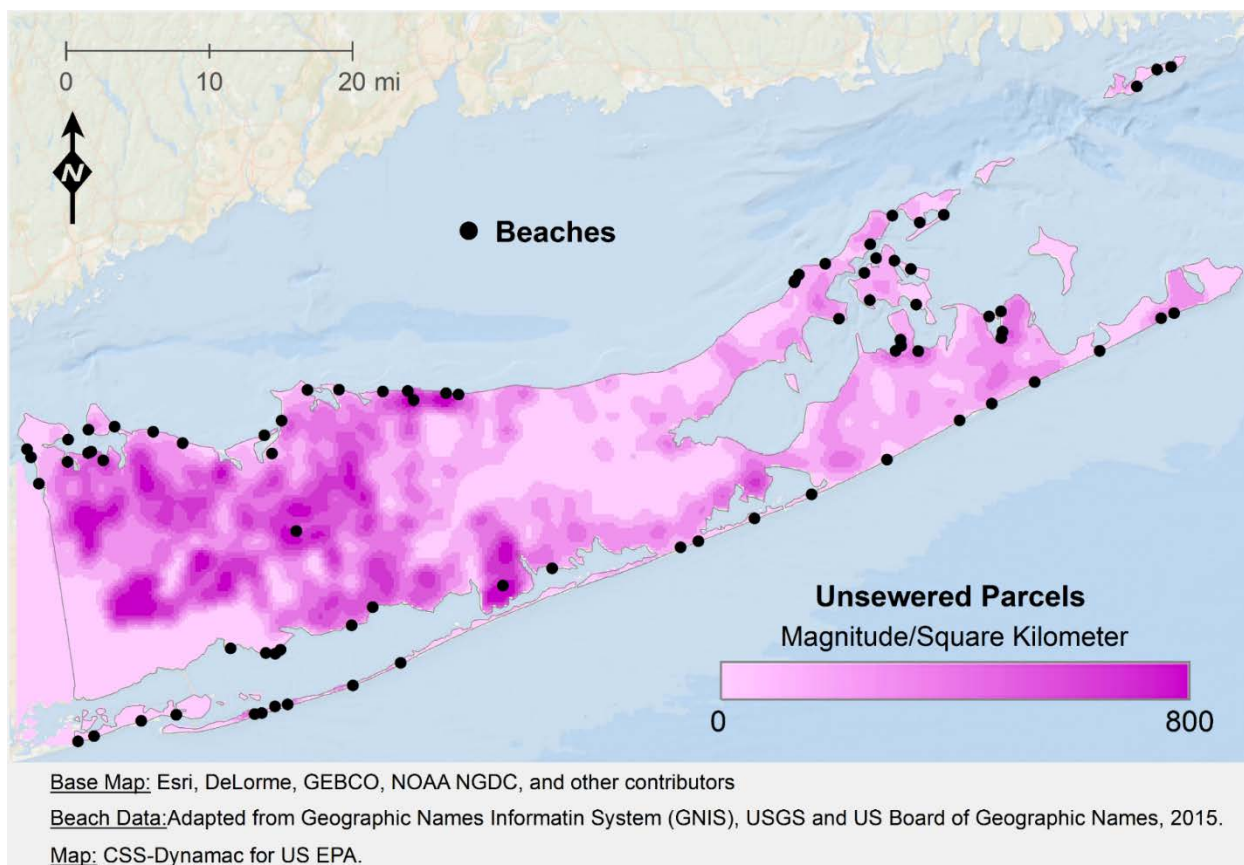 0 10 20 mi
N
Beaches
Unsewered Parcels
Magnitude/Square Kilometer
0 800
Base Map: Esri, DeLorme, GEBCO, NOAA NGDC, and other contributors
Beach Data:Adapted from Geographic Names Informatin System (GNIS), USGS and US Board of Geographic Names, 2015.
Map: CSS-Dynamac for US EPA.